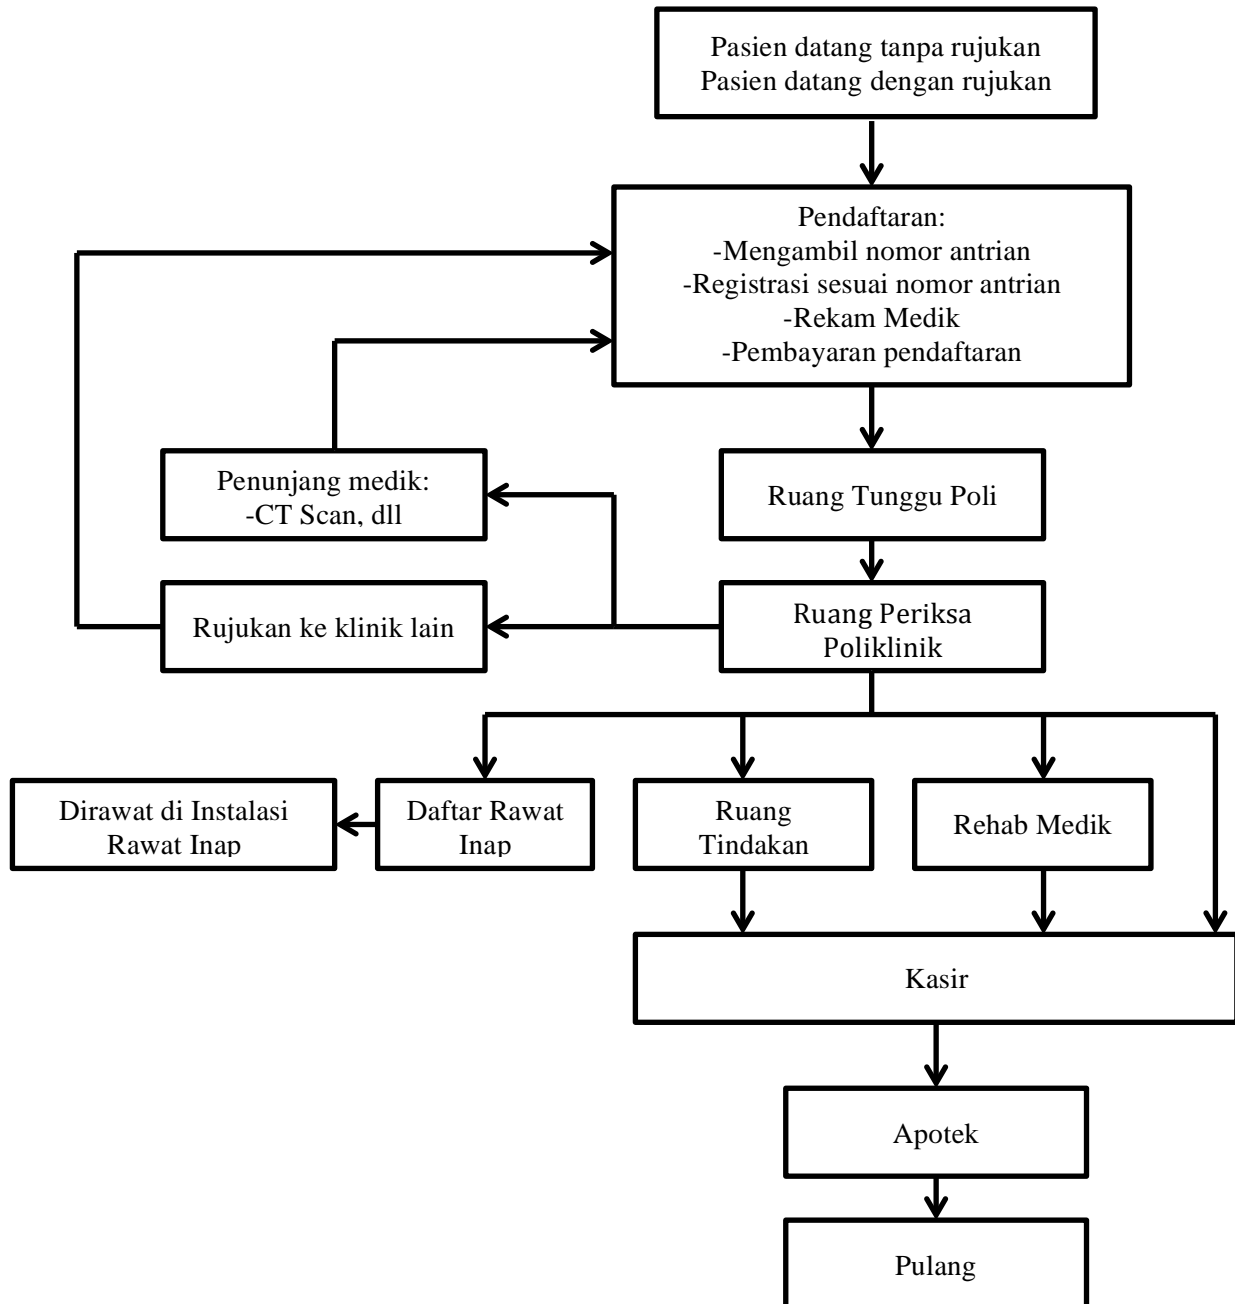 Pasien datang tanpa rujukan
Pasien datang dengan rujukan
Pendaftaran:
-Mengambil nomor antrian
-Registrasi sesuai nomor antrian
-Rekam Medik
-Pembayaran pendaftaran
Penunjang medik:
-CT Scan, dll
Ruang Tunggu Poli
Rujukan ke klinik lain
Ruang Periksa
Poliklinik
Dirawat di Instalasi
Rawat Inap
Daftar Rawat
Inap
Ruang
Tindakan
Rehab Medik
Kasir
Apotek
Pulang